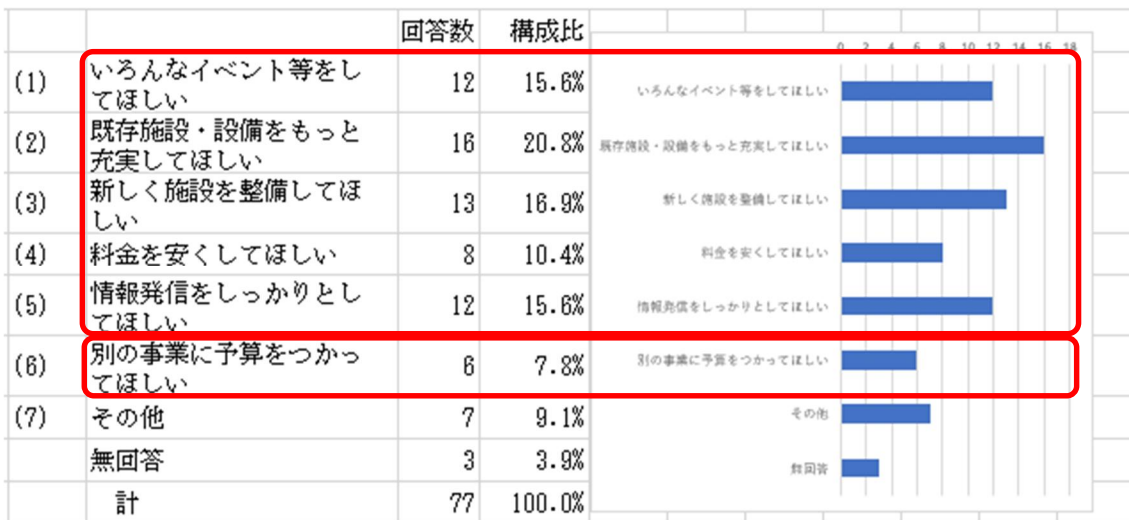 回答数 構成比
(1) いろんなイベント等をし
てほしい 12 15.6%
(2) 既存施設・設備をもっと
充実してほしい 16 20.8%
(3) 新しく施設を整備してほ
しい 13 16.9%
(4) 料金を安くしてほしい 8 10.4%
(5) 情報発信をしっかりとし
てほしい 12 15.6%
(6) 別の事業に予算をつかっ
てほしい 6 7.8%
(7) その他 7 9.1%
無回答 3 3.9%
計 77 100.0%
0 2 4 6 8 10 12 14 16 18
いろんなイベント等をしてほしい
既存施設・設備をもっと充実してほしい
新しく施設を整備してほしい
料金を安くしてほしい
情報発信をしっかりとしてほしい
別の事業に予算をつかってほしい
その他
無回答